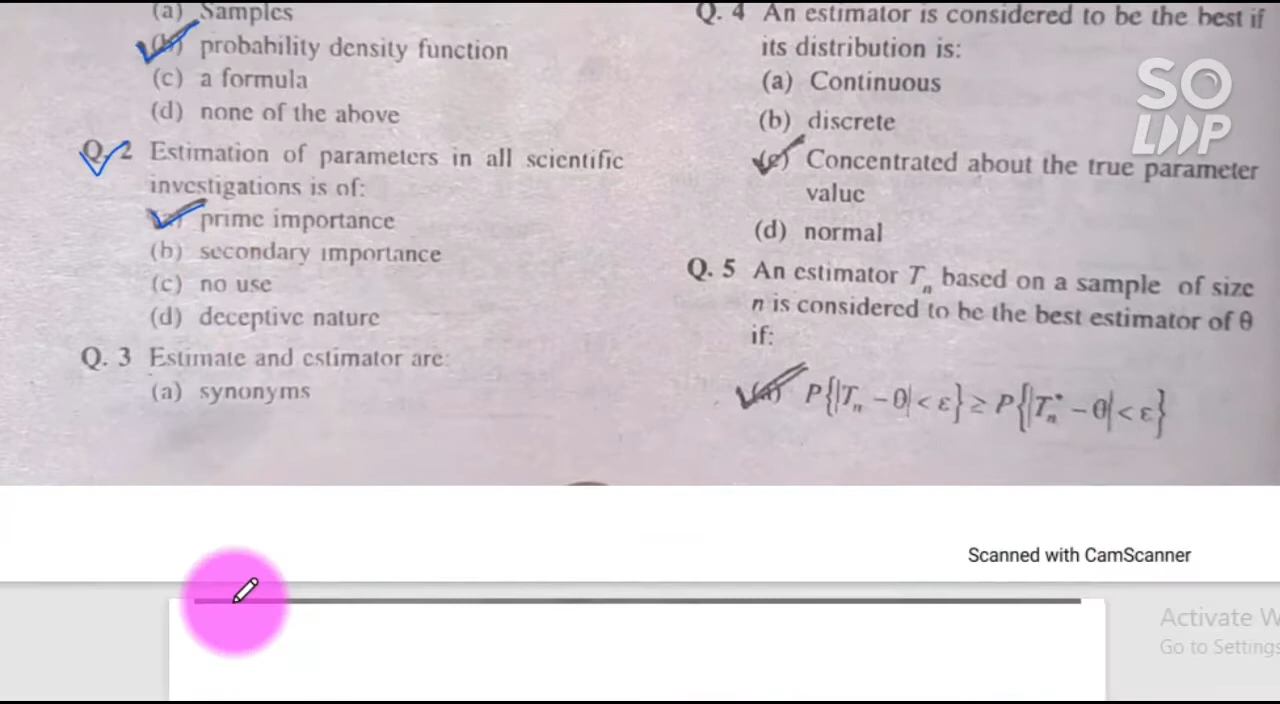 (a) Samples
(b) probability density function
(c) a formula
(d) none of the above
Q. 2 Estimation of parameters in all scientific
investigations is of:
prime importance
(b) secondary importance
(c) no use
(d) deceptive nature
Q. 3 Estimate and estimator are:
(a) synonyms
Q. 4 An estimator is considered to be the best if
its distribution is:
(a) Continuous
(b) discrete
(c) Concentrated about the true parameter
value
(d) normal
Q. 5 An estimator Tₙ based on a sample of size
n is considered to be the best estimator of θ
if:
(a) P{|Tₙ − θ| < ε} ≥ P{|Tₙ* − θ| < ε}
SO
LOOP
Scanned with CamScanner
Activate W
Go to Settings